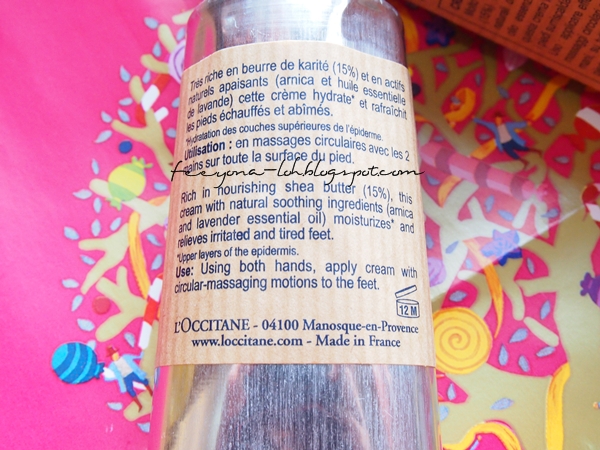 Très riche en beurre de karité (15%) et en actifs
naturels apaisants (arnica et huile essentielle
de lavande) cette crème hydrate* et rafraîchit
les pieds échauffés et abîmés.
*Hydratation des couches supérieures de l'épiderme.
Utilisation : en massages circulaires avec les 2
mains sur toute la surface du pied.
feeyona-lch.blogspot.com
Rich in nourishing shea butter (15%), this
cream with natural soothing ingredients (arnica
and lavender essential oil) moisturizes* and
relieves irritated and tired feet.
*Upper layers of the epidermis.
Use: Using both hands, apply cream with
circular-massaging motions to the feet.
12 M
L'OCCITANE - 04100 Manosque-en-Provence
www.loccitane.com - Made in France